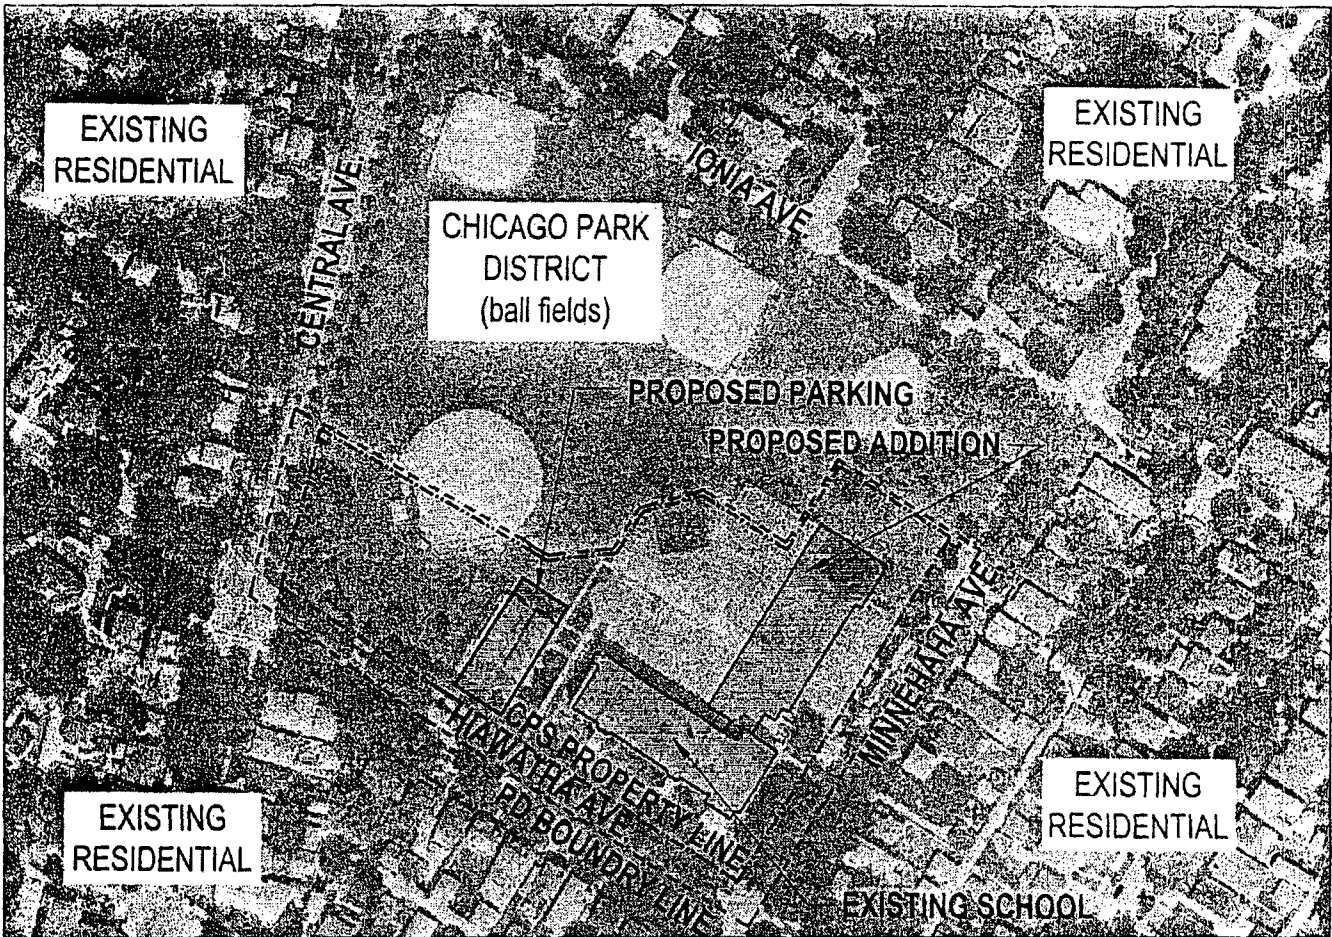 EXISTING
RESIDENTIAL
EXISTING
RESIDENTIAL
IONIA AVE.
CENTRAL AVE.
CHICAGO PARK
DISTRICT
(ball fields)
PROPOSED PARKING
PROPOSED ADDITION
MINNEHAHA AVE.
CPS PROPERTY LINE
HIAWATHA AVE
PD BOUNDRY LINE
EXISTING
RESIDENTIAL
EXISTING
RESIDENTIAL
EXISTING SCHOOL